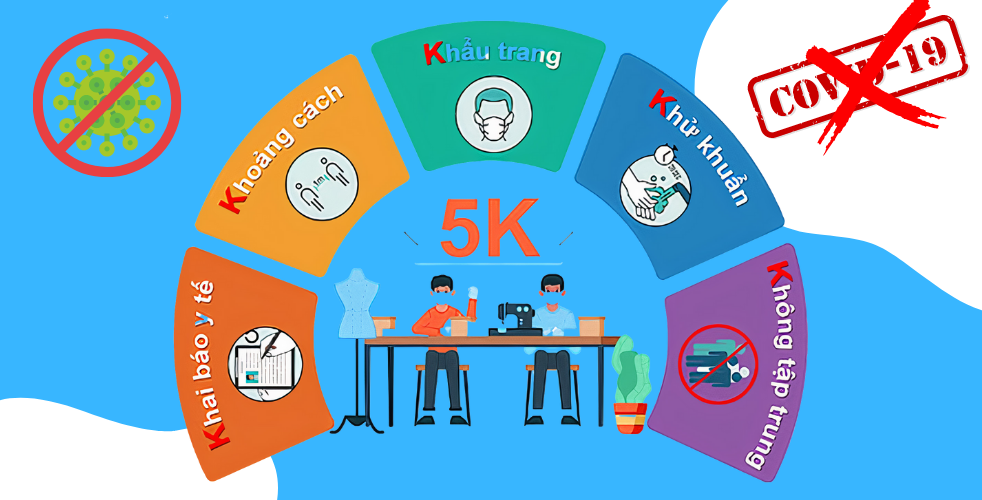 Khai báo y tế
Khoảng cách
Khẩu trang
Khử khuẩn
Không tập trung
5K
COVID-19